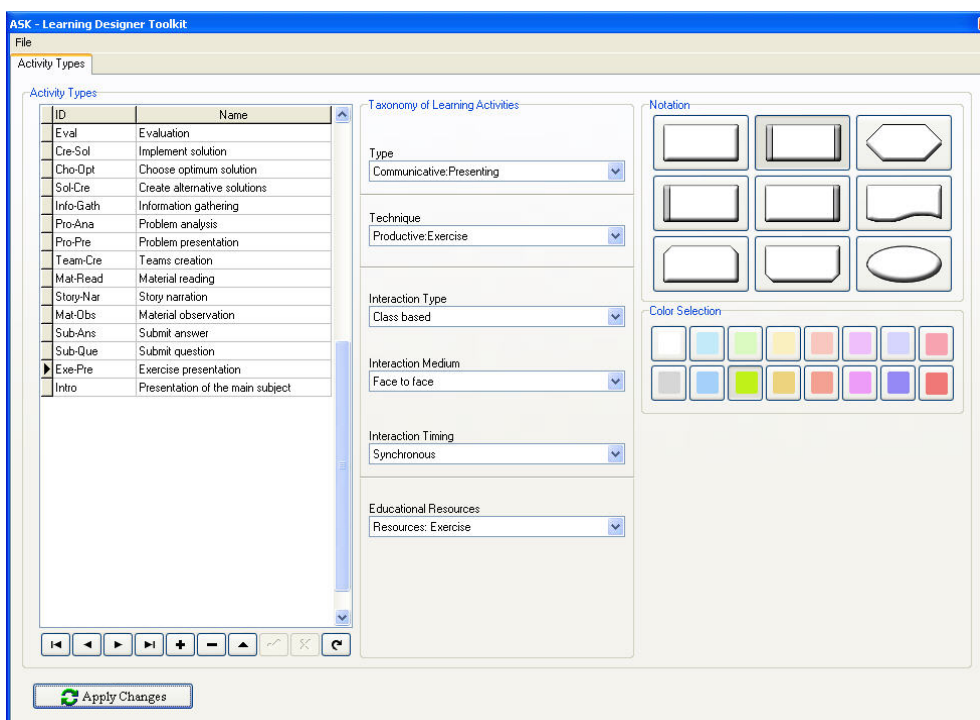 ASK - Learning Designer Toolkit
File
Activity Types
Activity Types
ID Name
Eval Evaluation
Cre-Sol Implement solution
Cho-Opt Choose optimum solution
Sol-Cre Create alternative solutions
Info-Gath Information gathering
Pro-Ana Problem analysis
Pro-Pre Problem presentation
Team-Cre Teams creation
Mat-Read Material reading
Story-Nar Story narration
Mat-Obs Material observation
Sub-Ans Submit answer
Sub-Que Submit question
Exe-Pre Exercise presentation
Intro Presentation of the main subject
Taxonomy of Learning Activities
Type
Communicative:Presenting
Technique
Productive:Exercise
Interaction Type
Class based
Interaction Medium
Face to face
Interaction Timing
Synchronous
Educational Resources
Resources: Exercise
Notation
Color Selection
Apply Changes